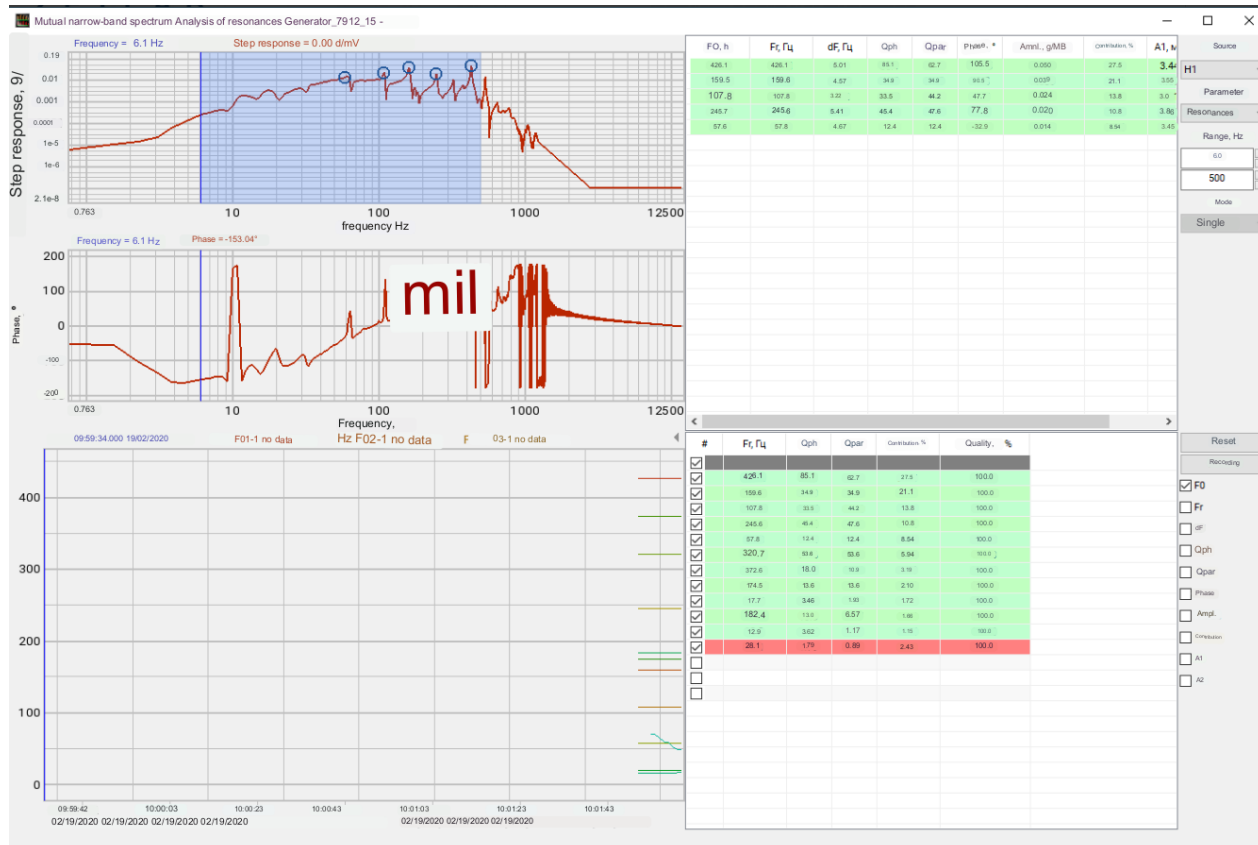 Mutual narrow-band spectrum Analysis of resonances Generator_7912_15 -
Frequency = 6.1 Hz Step response = 0.00 d/mV
Step response, 9/
0.19
0.01
0.001
0.0001
1e-5
1e-6
2.1e-8
0.763 10 100 1000 12500
frequency Hz
Frequency = 6.1 Hz Phase = -153.04°
Phase, °
200
100
0
-100
-200
mil
0.763 10 100 1000 12500
Frequency,
09:59:34.000 19/02/2020 F01-1 no data Hz F02-1 no data F 03-1 no data
400
300
200
100
0
09:59:42 10:00:03 10:00:23 10:00:43 10:01:03 10:01:23 10:01:43
02/19/2020 02/19/2020 02/19/2020 02/19/2020 02/19/2020 02/19/2020 02/19/2020
FO, h Fr, Гц dF, Гц Qph Qpar Phase, ° Amnl., g/MB Contribution, % A1, м
426.1 426.1 5.01 85.1 62.7 105.5 0.050 27.5 3.44
159.5 159.6 4.57 34.9 34.9 21.1 3.55
107.8 107.8 3.22 33.5 44.2 47.7 0.024 13.8 3.0
245.7 245.6 5.41 45.4 47.6 77.8 0.020 10.8 3.86
57.6 57.8 4.67 12.4 12.4 -32.9 0.014 8.54 3.45
# Fr, Гц Qph Qpar Contribution % Quality, %
426.1 85.1 62.7 27.5 100.0
159.6 34.9 34.9 21.1 100.0
107.8 33.5 44.2 13.8 100.0
245.6 45.4 47.6 10.8 100.0
57.8 12.4 12.4 8.54 100.0
320.7 53.6 53.6 5.94 100.0
372.6 18.0 3.18 100.0
174.5 13.6 13.6 2.10 100.0
17.7 3.46 1.93 1.72 100.0
182.4 13.0 6.57 1.66 100.0
12.9 3.62 1.17 1.15 100.0
28.1 1.79 0.89 2.43 100.0
Source
H1
Parameter
Resonances
Range, Hz
6.0
500
Mode
Single
Reset
Recording
F0
Fr
dF
Qph
Qpar
Phase
Ampl.
Contribution
A1
A2